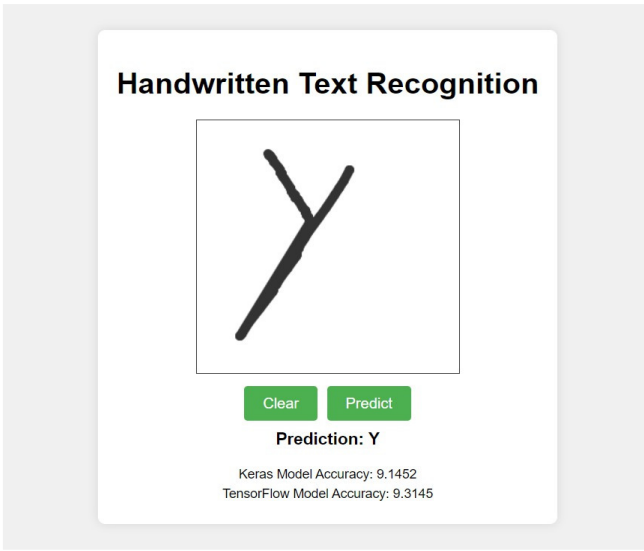 Handwritten Text Recognition
y
Clear Predict
Prediction: Y
Keras Model Accuracy: 9.1452
TensorFlow Model Accuracy: 9.3145